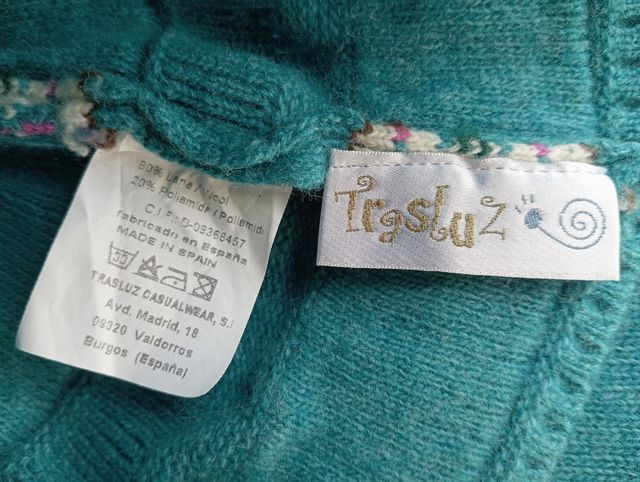 80% Lana / Wool
20% Poliamida / Poliamid
C.I.F.: B-09368457
fabricado en España
MADE IN SPAIN
TRASLUZ CASUALWEAR, S.l
Avd. Madrid, 18
09320 Valdorros
Burgos (España)
Trasluz